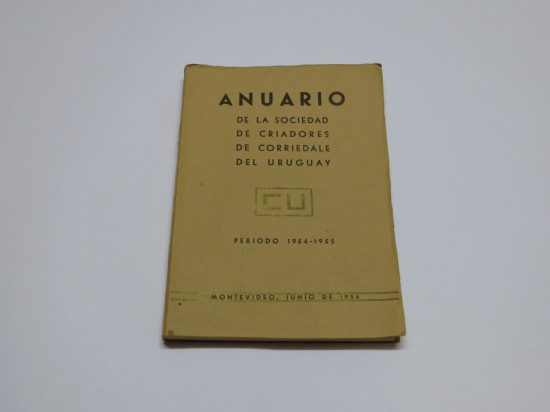 ANUARIO
DE LA SOCIEDAD
DE CRIADORES
DE CORRIEDALE
DEL URUGUAY
CU
PERIODO 1954-1955
MONTEVIDEO, JUNIO DE 1956